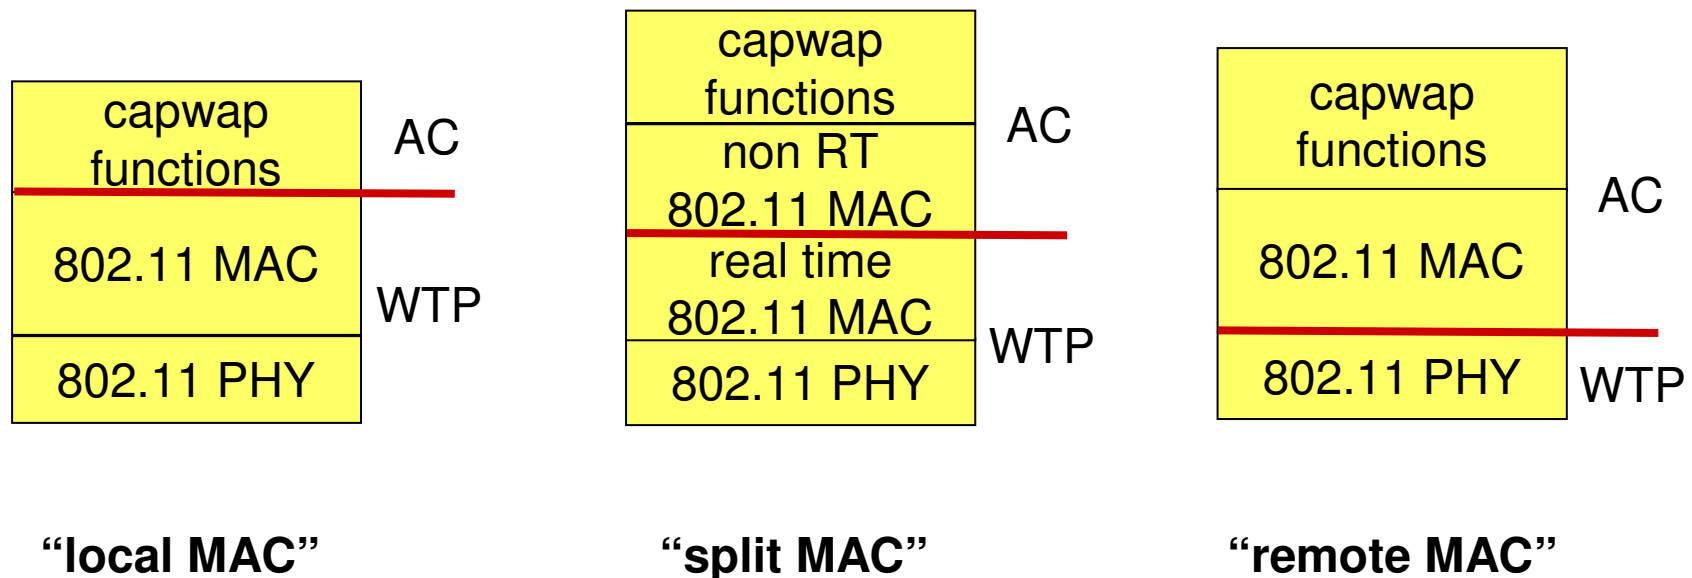 capwap
functions
AC
802.11 MAC
WTP
802.11 PHY
“local MAC”
capwap
functions
AC
non RT
802.11 MAC
real time
802.11 MAC
WTP
802.11 PHY
“split MAC”
capwap
functions
AC
802.11 MAC
802.11 PHY
WTP
“remote MAC”